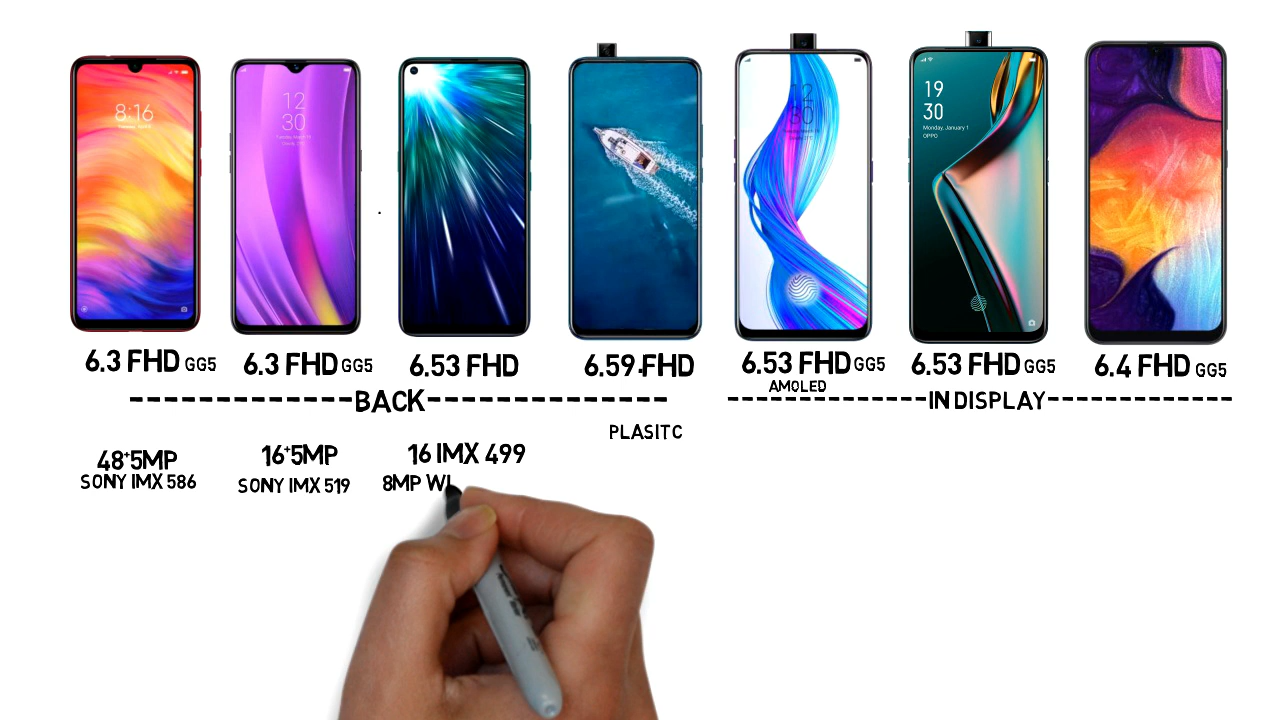 8:16
12
30
12
30
19
30
Monday, January 1
OPPO
6.3 FHD GG5
6.3 FHD GG5
6.53 FHD
6.59 FHD
6.53 FHD GG5
AMOLED
6.53 FHD GG5
6.4 FHD GG5
BACK
IN DISPLAY
PLASITC
48+5MP
SONY IMX 586
16+5MP
SONY IMX 519
16 IMX 499
8MP WI